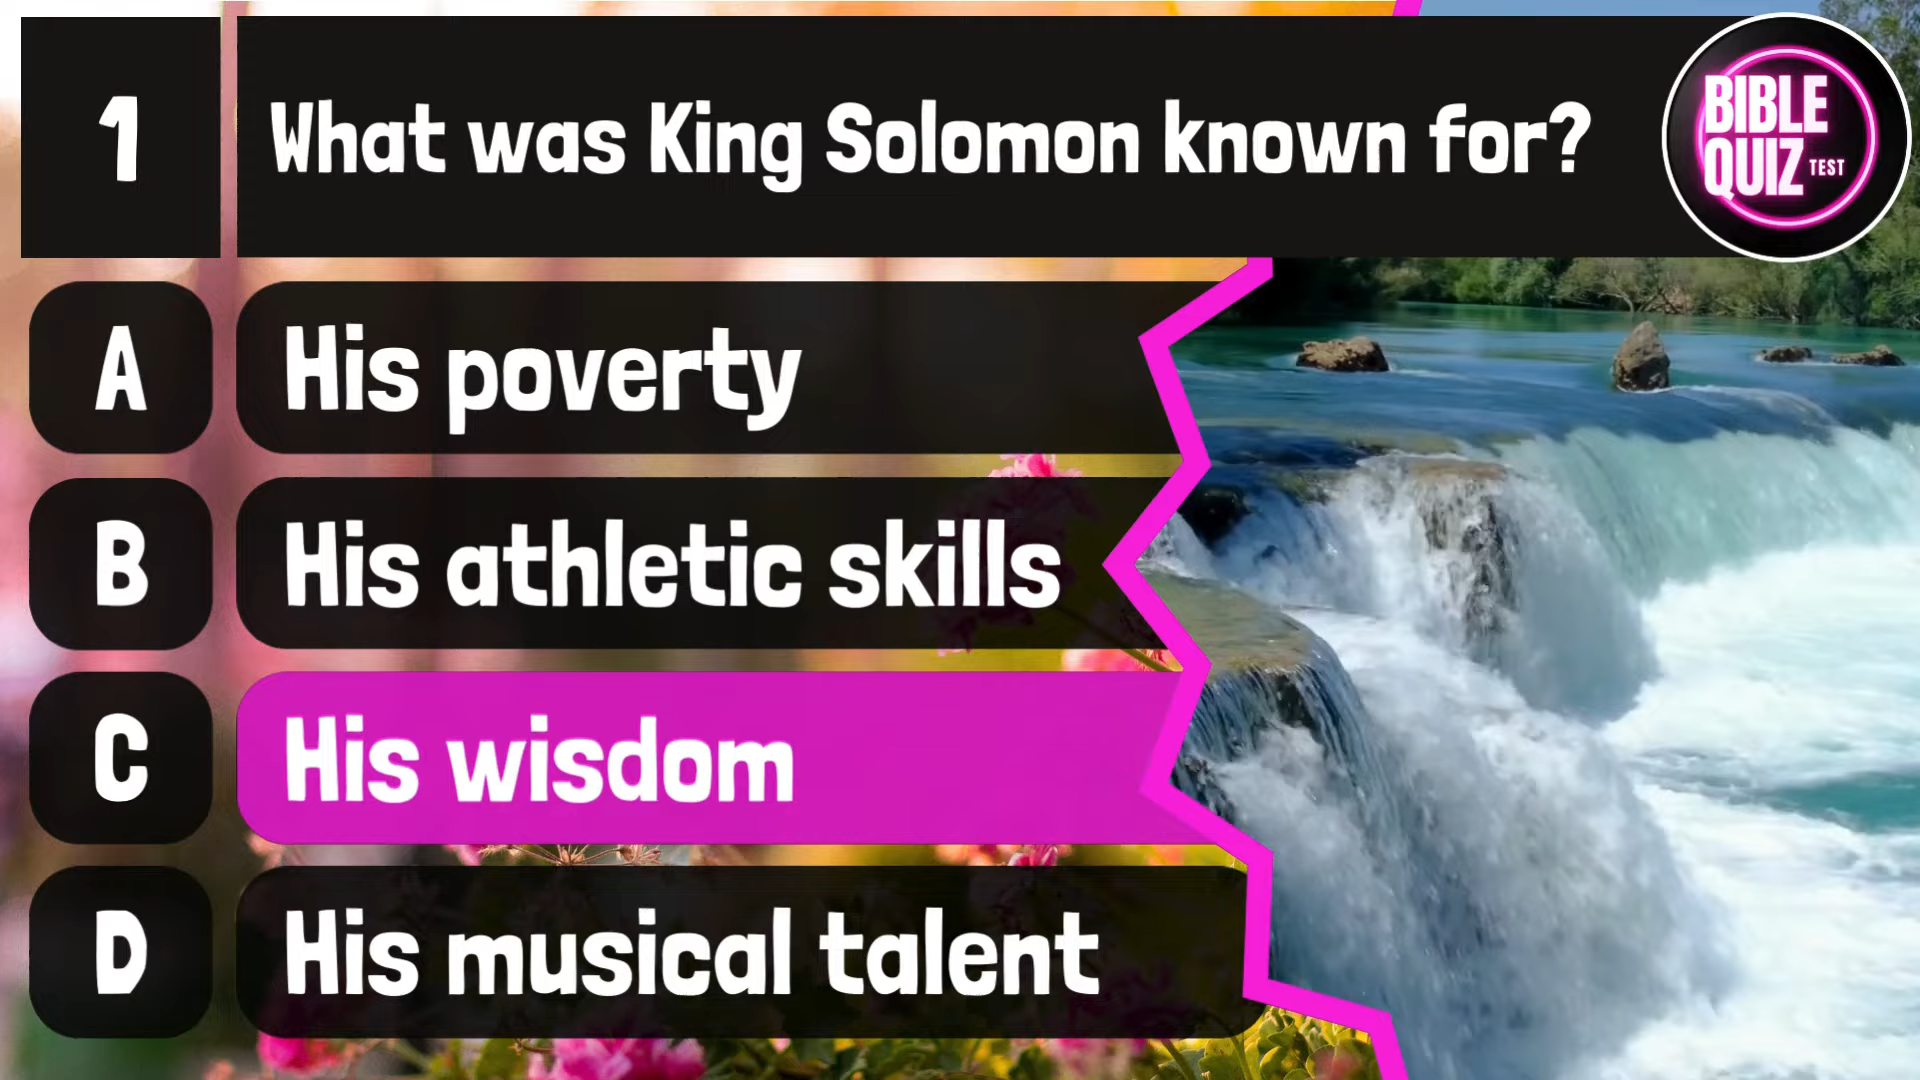 1
What was King Solomon known for?
BIBLE
QUIZ TEST
A
His poverty
B
His athletic skills
C
His wisdom
D
His musical talent